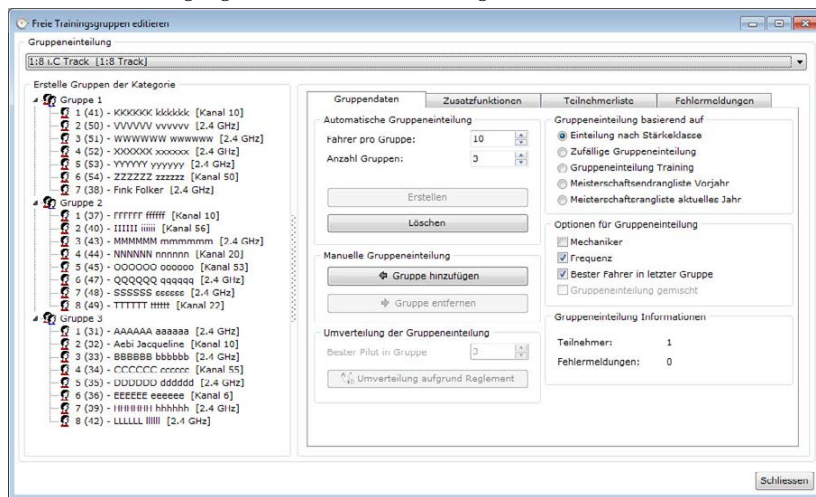 Freie Trainingsgruppen editieren
Gruppeneinteilung
1:8 I.C Track [1:8 Track]
Erstelle Gruppen der Kategorie
Gruppe 1
1 (41) - KKKKKK kkkkkk [Kanal 10]
2 (50) - VVVVVV vvvvvv [2.4 GHz]
3 (51) - WWWWWW wwwwww [2.4 GHz]
4 (52) - XXXXXX xxxxxx [2.4 GHz]
5 (53) - YYYYYY yyyyyy [2.4 GHz]
6 (54) - ZZZZZZ zzzzzz [Kanal 50]
7 (38) - Fink Folker [2.4 GHz]
Gruppe 2
1 (37) - FFFFFF ffffff [Kanal 10]
2 (40) - IIIIII iiiiii [Kanal 56]
3 (43) - MMMMMM mmmmmm [2.4 GHz]
4 (44) - NNNNNN nnnnnn [Kanal 20]
5 (45) - OOOOOO oooooo [Kanal 53]
6 (47) - QQQQQQ qqqqqq [2.4 GHz]
7 (48) - SSSSSS ssssss [2.4 GHz]
8 (49) - TTTTTT tttttt [Kanal 22]
Gruppe 3
1 (31) - AAAAAA aaaaaa [2.4 GHz]
2 (32) - Aebi Jacqueline [Kanal 10]
3 (33) - BBBBBB bbbbbb [2.4 GHz]
4 (34) - CCCCCC cccccc [Kanal 55]
5 (35) - DDDDDD dddddd [2.4 GHz]
6 (36) - EEEEEE eeeeee [Kanal 6]
7 (39) - HHHHHH hhhhhh [2.4 GHz]
8 (42) - LLLLLL llllll [2.4 GHz]
Gruppendaten
Zusatzfunktionen
Teilnehmerliste
Fehlermeldungen
Automatische Gruppeneinteilung
Fahrer pro Gruppe: 10
Anzahl Gruppen: 3
Erstellen
Löschen
Manuelle Gruppeneinteilung
Gruppe hinzufügen
Gruppe entfernen
Umverteilung der Gruppeneinteilung
Bester Pilot in Gruppe 3
Umverteilung aufgrund Reglement
Gruppeneinteilung basierend auf
Einteilung nach Stärkeklasse
Zufällige Gruppeneinteilung
Gruppeneinteilung Training
Meisterschaftsendrangliste Vorjahr
Meisterschaftsrangliste aktuelles Jahr
Optionen für Gruppeneinteilung
Mechaniker
Frequenz
Bester Fahrer in letzter Gruppe
Gruppeneinteilung gemischt
Gruppeneinteilung Informationen
Teilnehmer: 1
Fehlermeldungen: 0
Schliessen